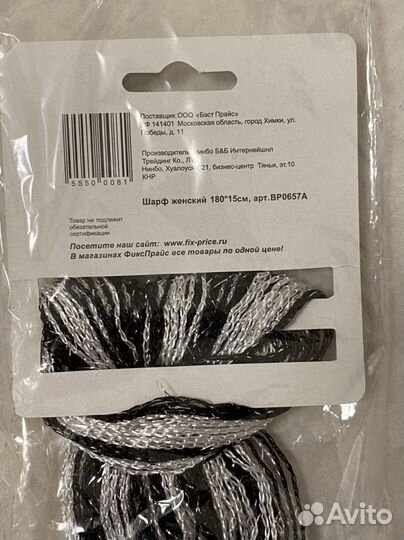 Поставщик: ООО «Бэст Прайс»
РФ 141401 Московская область, город Химки, ул.
Победы, д. 11
Производитель: Нинбо Б&Б Интернейшнл
Трейдинг Ко., Л
Нинбо, Хуалоу 21, бизнес-центр Тяньи, эт.10
КНР
5550 0081
Шарф женский 180*15см, арт.BP0657A
Товар не подлежит
обязательной
сертификации
Посетите наш сайт: www.fix-price.ru
В магазинах ФиксПрайс все товары по одной цене!
Avito